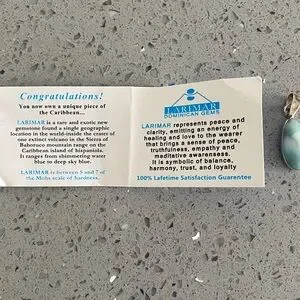 Congratulations!
You now own a unique piece of
the Caribbean...
LARIMAR is a rare and exotic new
gemstone found a single geographic
location in the world-inside the crater of
one extinct volcano in the Sierra of
Bahoruco mountain range on the
Caribbean island of hispaniola.
It ranges from shimmering water
blue to deep sky blue.
LARIMAR is between 5 and 7 of
the Mohs scale of hardness.
LARIMAR
DOMINICAN GEMS
LARIMAR represents peace and
clarity, emitting an energy of
healing and love to the wearer
that brings a sense of peace,
truthfulness, empathy and
meditative awareness.
It is symbolic of balance,
harmony, trust, and loyalty
100% Lafetime Satisfaction Guarentee